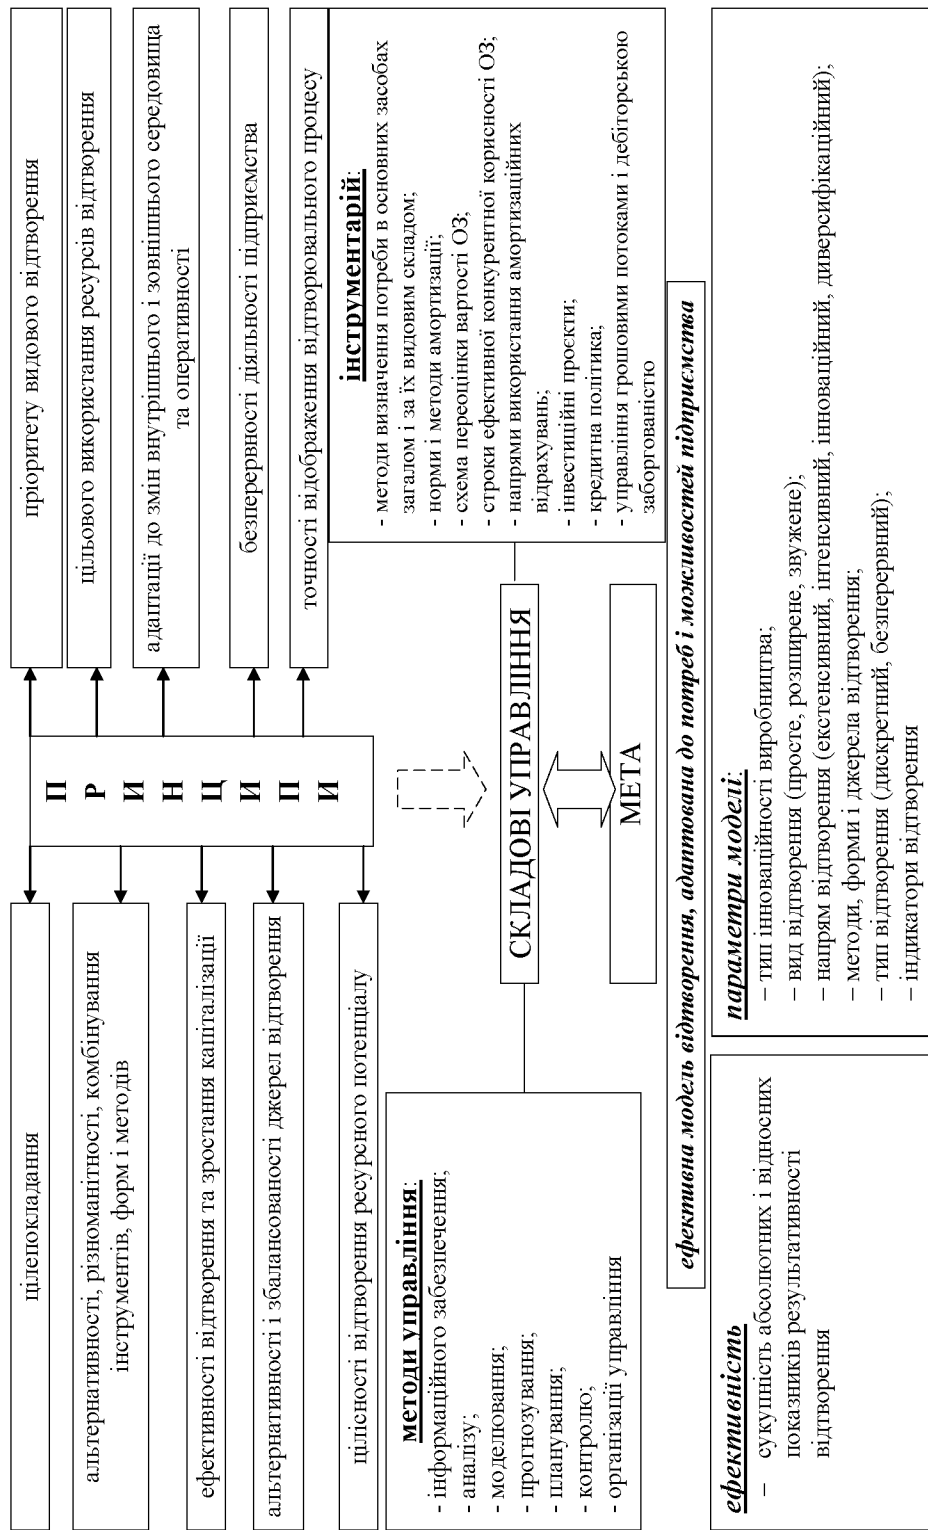 цілепокладання
альтернативності, різноманітності, комбінування
інструментів, форм і методів
ефективності відтворення та зростання капіталізації
альтернативності і збалансованості джерел відтворення
цілісності відтворення ресурсного потенціалу
ПРИНЦИПИ
пріоритету видового відтворення
цільового використання ресурсів відтворення
адаптації до змін внутрішнього і зовнішнього середовища
та оперативності
безперервності діяльності підприємства
точності відображення відтворювального процесу
методи управління:
- інформаційного забезпечення;
- аналізу;
- моделювання;
- прогнозування;
- планування;
- контролю;
- організації управління
СКЛАДОВІ УПРАВЛІННЯ
МЕТА
інструментарій:
- методи визначення потреби в основних засобах
загалом і за їх видовим складом;
- норми і методи амортизації;
- схема переоцінки вартості ОЗ;
- строки ефективної конкурентної корисності ОЗ;
- напрями використання амортизаційних
відрахувань;
- інвестиційні проєкти;
- кредитна політика;
- управління грошовими потоками і дебіторською
заборгованістю
ефективна модель відтворення, адаптована до потреб і можливостей підприємства
ефективність
– сукупність абсолютних і відносних
показників результативності
відтворення
параметри моделі:
– тип інноваційності виробництва;
– вид відтворення (просте, розширене, звужене);
– напрям відтворення (екстенсивний, інтенсивний, інноваційний, диверсифікаційний);
– методи, форми і джерела відтворення;
– тип відтворення (дискретний, безперервний);
– індикатори відтворення